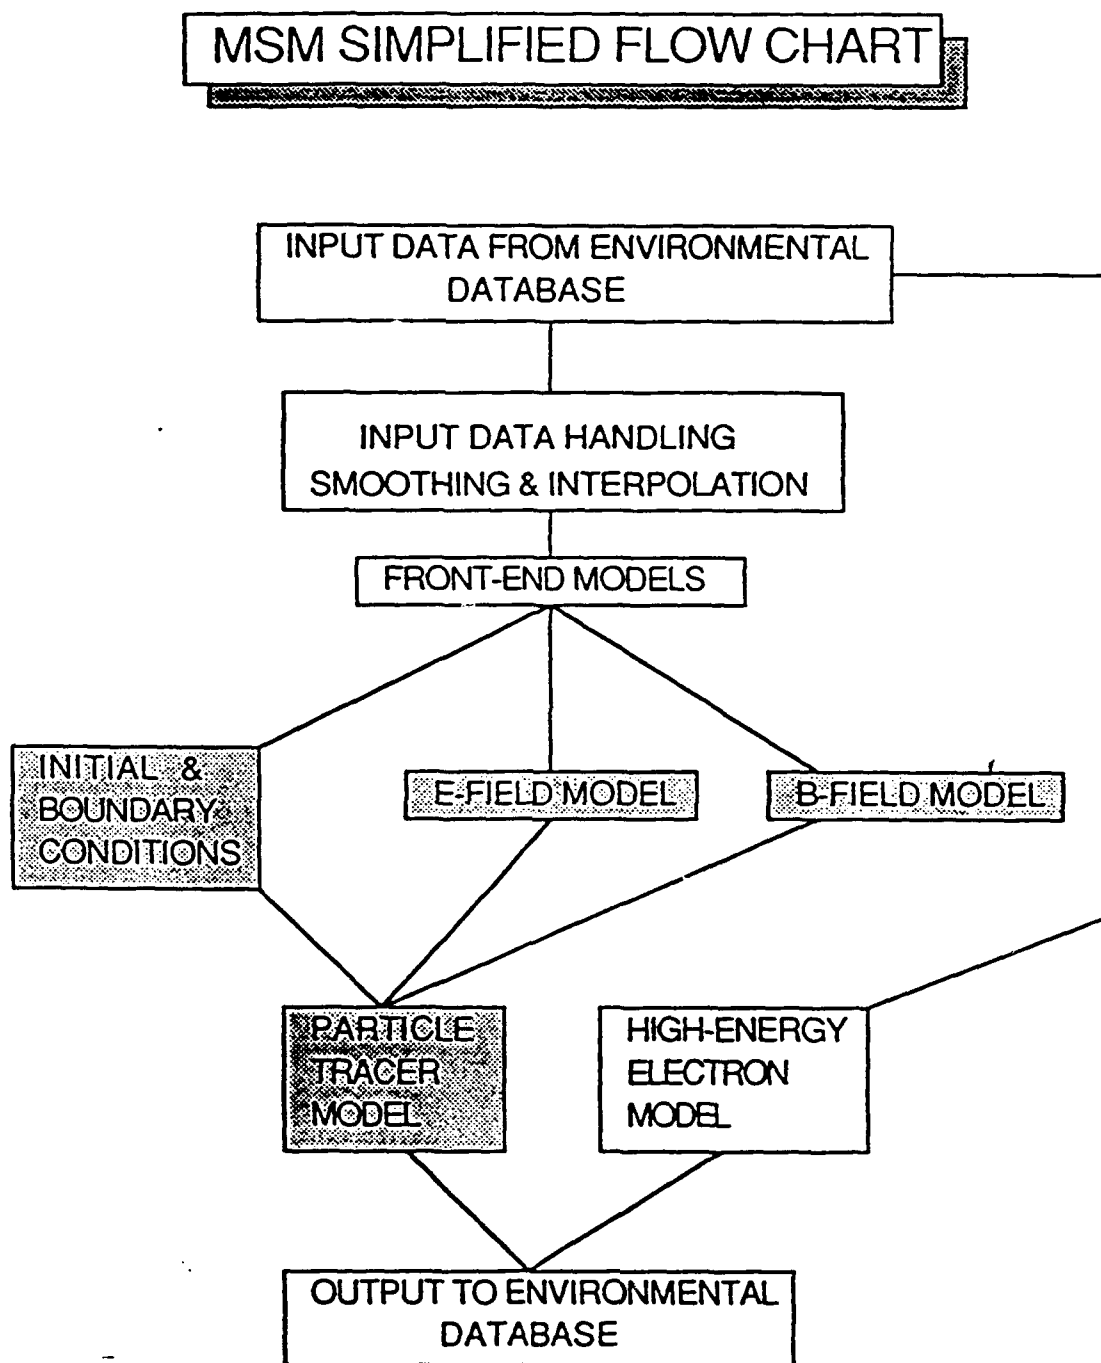 MSM SIMPLIFIED FLOW CHART
INPUT DATA FROM ENVIRONMENTAL
DATABASE
INPUT DATA HANDLING
SMOOTHING & INTERPOLATION
FRONT-END MODELS
INITIAL &
BOUNDARY
CONDITIONS
E-FIELD MODEL
B-FIELD MODEL
PARTICLE
TRACER
MODEL
HIGH-ENERGY
ELECTRON
MODEL
OUTPUT TO ENVIRONMENTAL
DATABASE